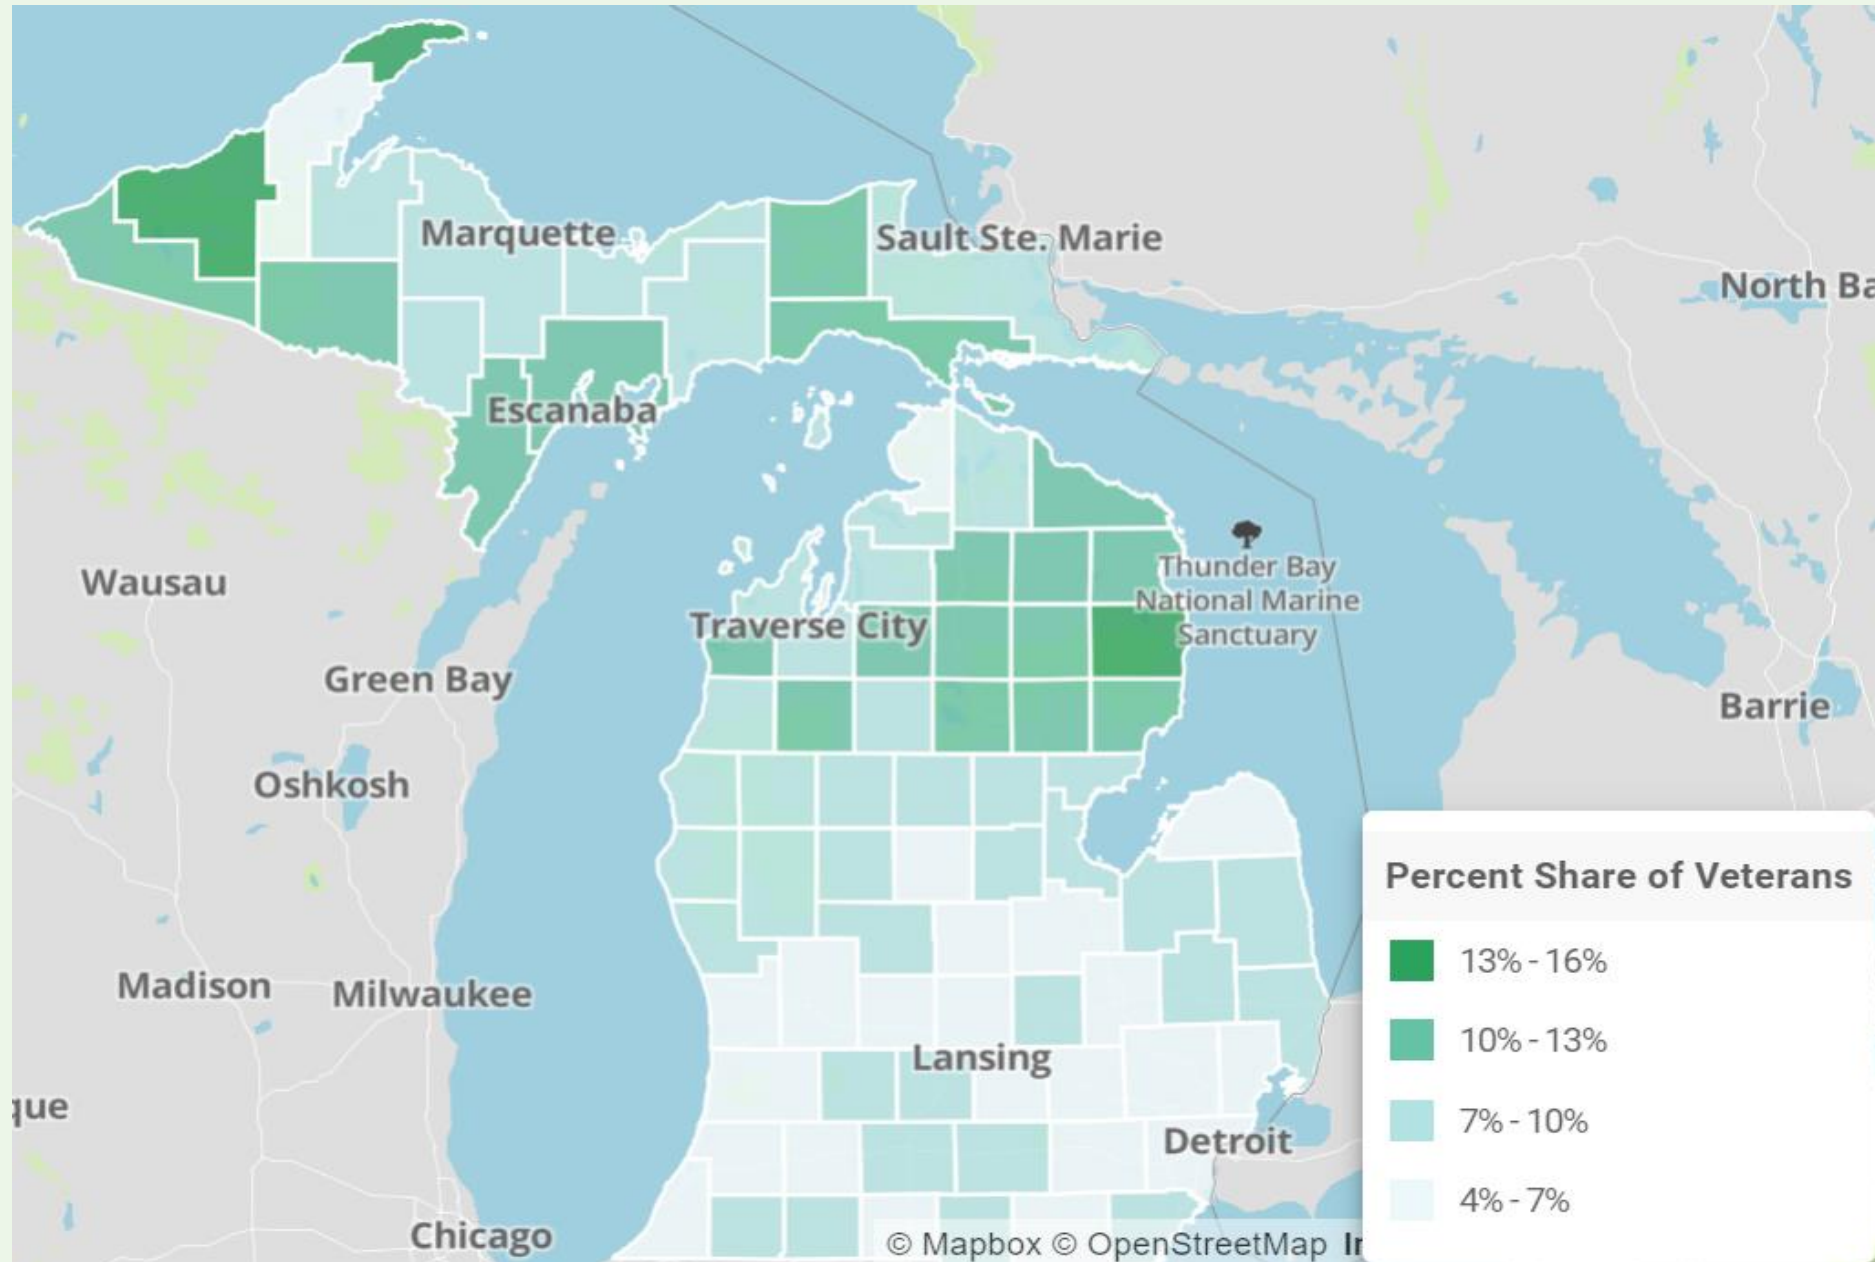 Marquette
Sault Ste. Marie
North Ba
Escanaba
Thunder Bay
National Marine
Sanctuary
Wausau
Traverse City
Green Bay
Barrie
Oshkosh
Percent Share of Veterans
13% - 16%
10% - 13%
7% - 10%
4% - 7%
Madison
Milwaukee
Lansing
que
Detroit
Chicago
© Mapbox © OpenStreetMap